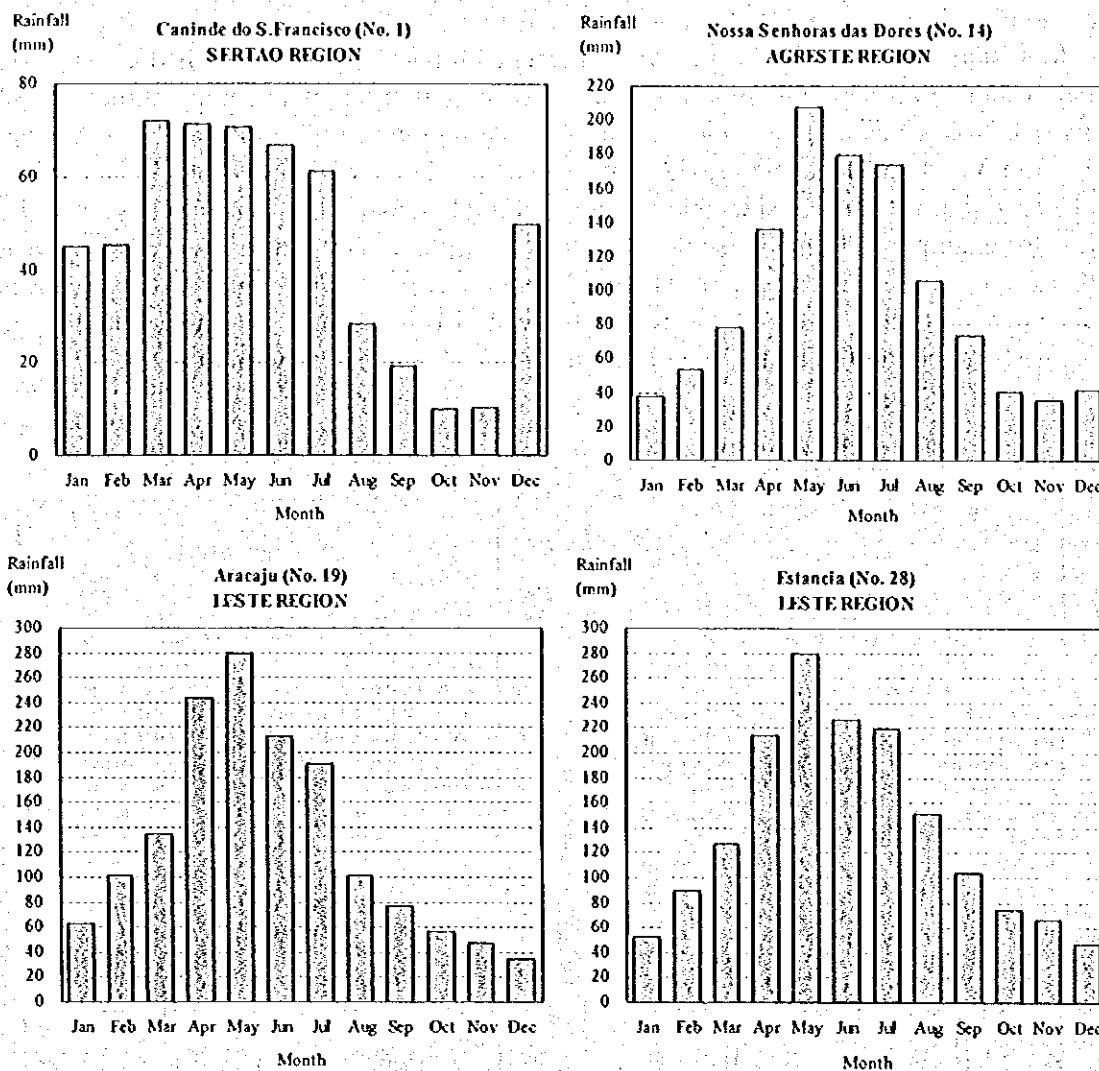 Rainfall
(mm)
Caninde do S.Francisco (No. 1)
SERTAO REGION
80
60
40
20
0
Jan Feb Mar Apr May Jun Jul Aug Sep Oct Nov Dec
Month
Rainfall
(mm)
Nossa Senhoras das Dores (No. 14)
AGRESTE REGION
220
200
180
160
140
120
100
80
60
40
20
0
Jan Feb Mar Apr May Jun Jul Aug Sep Oct Nov Dec
Month
Rainfall
(mm)
Aracaju (No. 19)
LESTE REGION
300
280
260
240
220
200
180
160
140
120
100
80
60
40
20
0
Jan Feb Mar Apr May Jun Jul Aug Sep Oct Nov Dec
Month
Rainfall
(mm)
Estancia (No. 28)
LESTE REGION
300
280
260
240
220
200
180
160
140
120
100
80
60
40
20
0
Jan Feb Mar Apr May Jun Jul Aug Sep Oct Nov Dec
Month